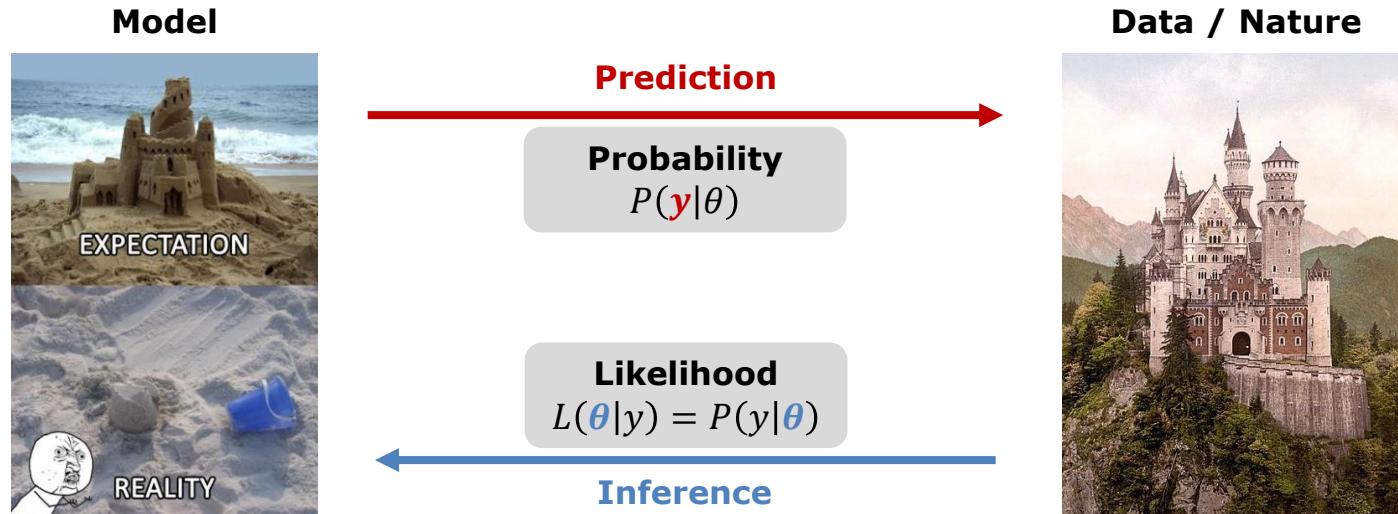 Model
Data / Nature
Prediction
Probability
P(y|θ)
EXPECTATION
Likelihood
L(θ|y) = P(y|θ)
REALITY
Inference